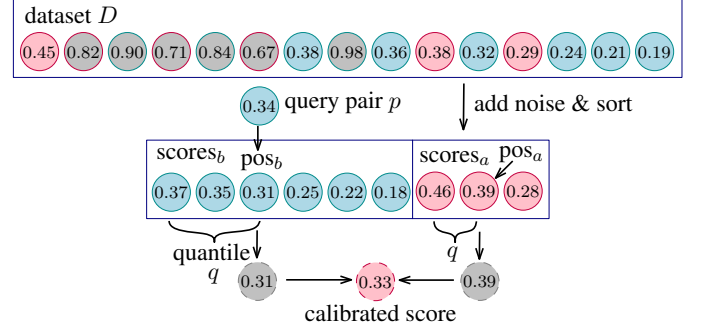 dataset D
0.45 0.82 0.90 0.71 0.84 0.67 0.38 0.98 0.36 0.38 0.32 0.29 0.24 0.21 0.19
0.34 query pair p
add noise & sort
scores_b pos_b
scores_a pos_a
0.37 0.35 0.31 0.25 0.22 0.18 0.46 0.39 0.28
quantile
q
q
0.31 0.33 0.39
calibrated score